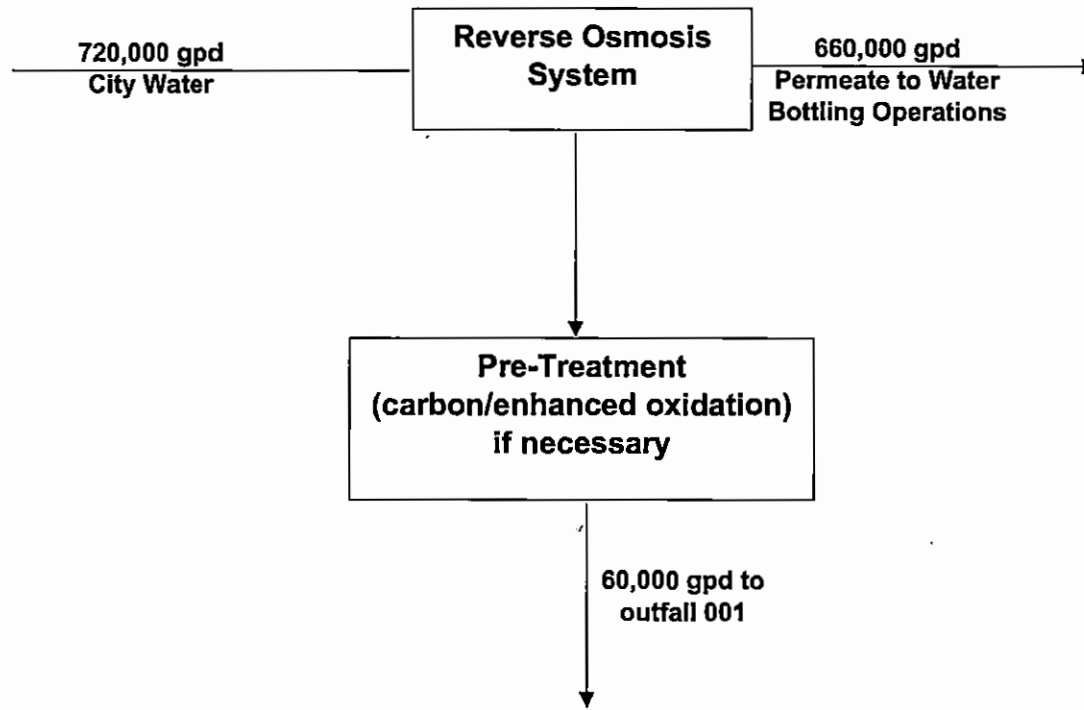 720,000 gpd
City Water
Reverse Osmosis
System
660,000 gpd
Permeate to Water
Bottling Operations
Pre-Treatment
(carbon/enhanced oxidation)
if necessary
60,000 gpd to
outfall 001